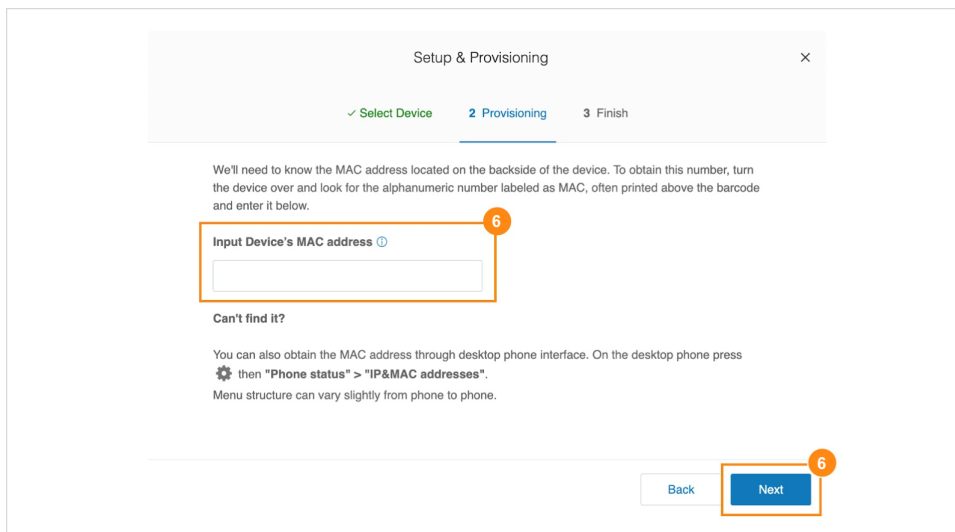 Setup & Provisioning
Select Device
2 Provisioning
3 Finish
We'll need to know the MAC address located on the backside of the device. To obtain this number, turn
the device over and look for the alphanumeric number labeled as MAC, often printed above the barcode
and enter it below.
6
Input Device's MAC address
Can't find it?
You can also obtain the MAC address through desktop phone interface. On the desktop phone press
then "Phone status" > "IP&MAC addresses".
Menu structure can vary slightly from phone to phone.
6
Back
Next